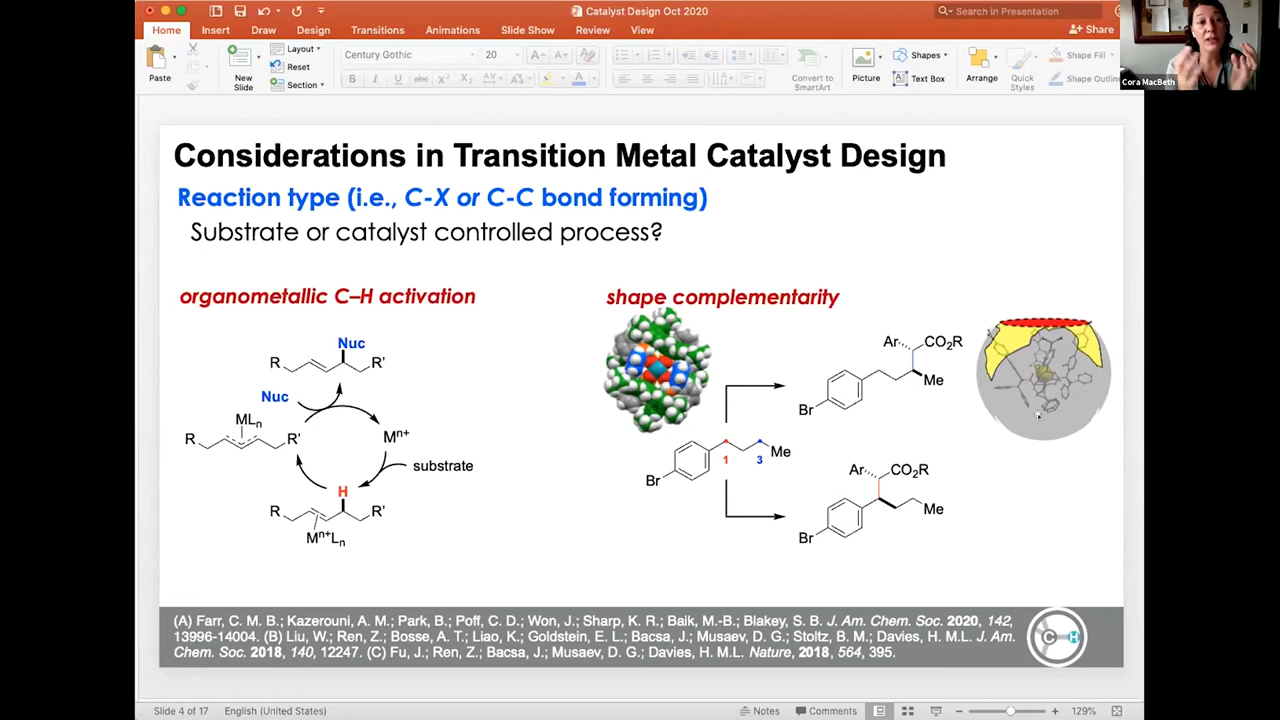 Catalyst Design Oct 2020
Search in Presentation
Home Insert Draw Design Transitions Animations Slide Show Review View
Share
Paste
New
Slide
Layout
Reset
Section
Century Gothic
20
Convert to
SmartArt
Picture
Shapes
Text Box
Arrange
Quick
Styles
Shape Fill
Shape Outlin
Cora MacBeth
Considerations in Transition Metal Catalyst Design
Reaction type (i.e., C-X or C-C bond forming)
Substrate or catalyst controlled process?
organometallic C–H activation
Nuc
R
R'
Nuc
MLn
R
R'
Mn+
substrate
H
R
R'
Mn+Ln
shape complementarity
Ar
CO2R
Me
Br
Me
1
3
Br
Ar
CO2R
Me
Br
(A) Farr, C. M. B.; Kazerouni, A. M.; Park, B.; Poff, C. D.; Won, J.; Sharp, K. R.; Baik, M.-B.; Blakey, S. B. J. Am. Chem. Soc. 2020, 142,
13996-14004. (B) Liu, W.; Ren, Z.; Bosse, A. T.; Liao, K.; Goldstein, E. L.; Bacsa, J.; Musaev, D. G.; Stoltz, B. M.; Davies, H. M.L. J. Am.
Chem. Soc. 2018, 140, 12247. (C) Fu, J.; Ren, Z.; Bacsa, J.; Musaev, D. G.; Davies, H. M.L. Nature, 2018, 564, 395.
C H
Slide 4 of 17
English (United States)
Notes
Comments
129%